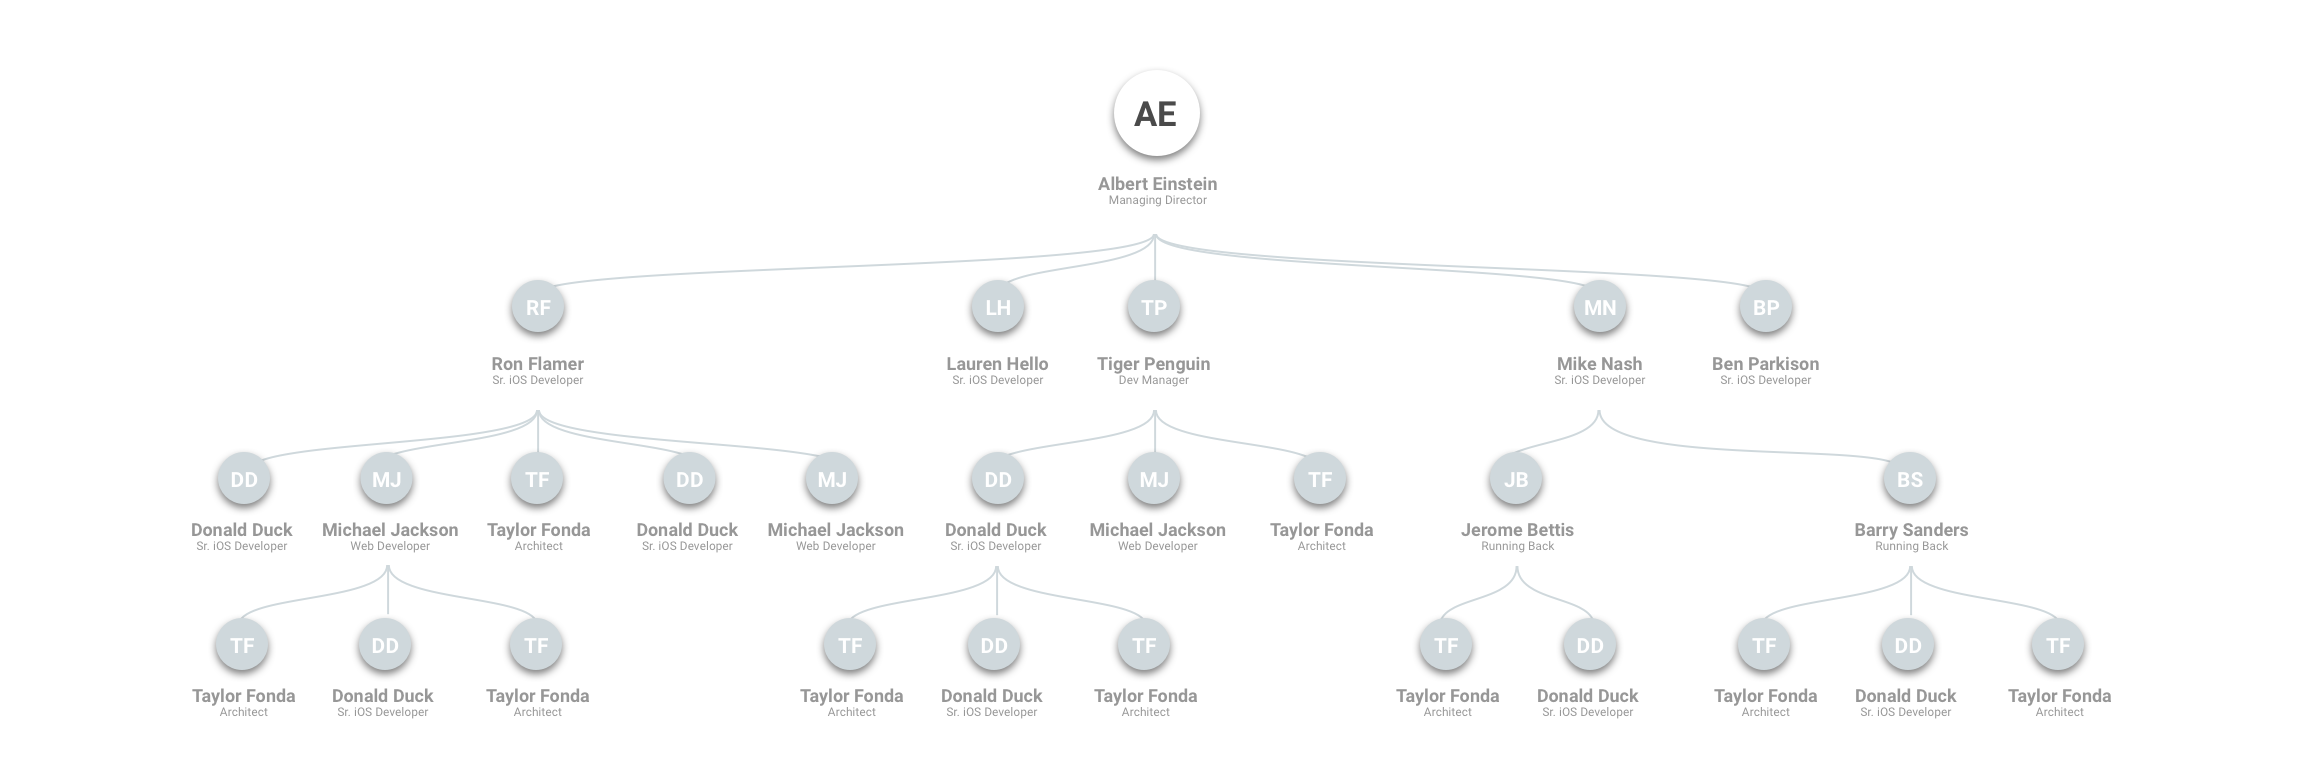 AE
Albert Einstein
Managing Director
RF LH TP MN BP
Ron Flamer Lauren Hello Tiger Penguin Mike Nash Ben Parkison
Sr. iOS Developer Sr. iOS Developer Dev Manager Sr. iOS Developer Sr. iOS Developer
DD MJ TF DD MJ DD MJ TF JB BS
Donald Duck Michael Jackson Taylor Fonda Donald Duck Michael Jackson Donald Duck Michael Jackson Taylor Fonda Jerome Bettis Barry Sanders
Sr. iOS Developer Web Developer Architect Sr. iOS Developer Web Developer Sr. iOS Developer Web Developer Architect Running Back Running Back
TF DD TF TF DD TF TF DD TF DD TF
Taylor Fonda Donald Duck Taylor Fonda Taylor Fonda Donald Duck Taylor Fonda Taylor Fonda Donald Duck Taylor Fonda Donald Duck Taylor Fonda
Architect Sr. iOS Developer Architect Architect Sr. iOS Developer Architect Architect Sr. iOS Developer Architect Sr. iOS Developer Architect